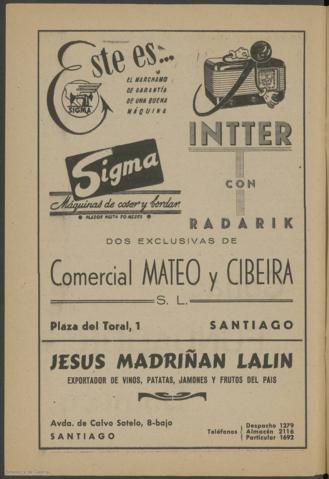 Este es...
EL MARCHAMO
DE GARANTÍA
DE UNA BUENA
MÁQUINA
SIGMA
INTTER
CON
RADARIK
Sigma
Máquinas de coser y bordar
DOS EXCLUSIVAS DE
Comercial MATEO y CIBEIRA
S. L.
Plaza del Toral, 1 SANTIAGO
JESUS MADRIÑAN LALIN
EXPORTADOR DE VINOS, PATATAS, JAMONES Y FRUTOS DEL PAIS
Avda. de Calvo Sotelo, 8-bajo
SANTIAGO
Teléfonos
Despacho 1279
Almacén 2116
Particular 1692